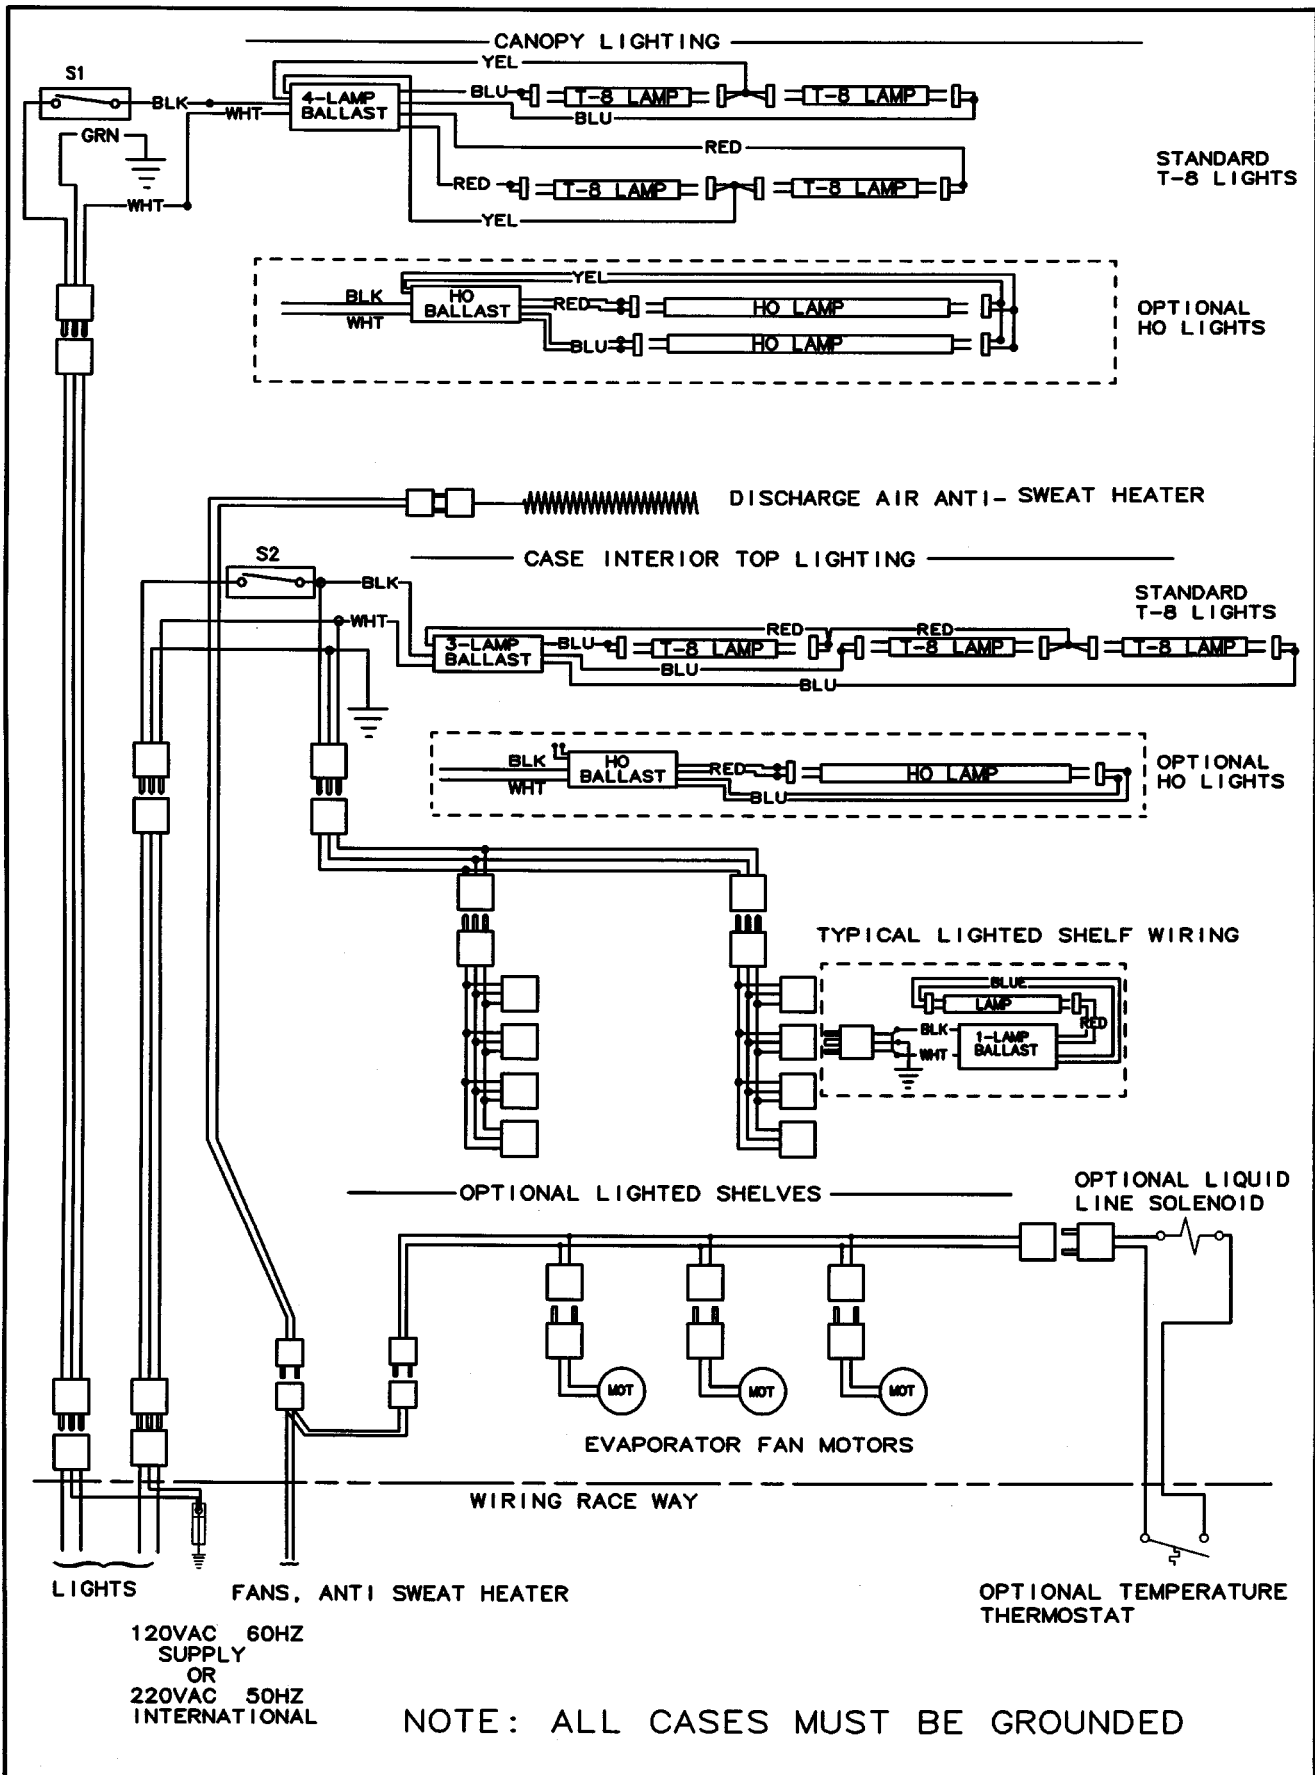 CANOPY LIGHTING
YEL
S1
BLK
WHT
4-LAMP
BALLAST
BLU
T-8 LAMP
T-8 LAMP
BLU
GRN
RED
STANDARD
T-8 LIGHTS
RED
T-8 LAMP
T-8 LAMP
WHT
YEL
YEL
BLK
WHT
HO
BALLAST
RED
HO LAMP
BLU
HO LAMP
OPTIONAL
HO LIGHTS
DISCHARGE AIR ANTI- SWEAT HEATER
S2
CASE INTERIOR TOP LIGHTING
BLK
STANDARD
T-8 LIGHTS
WHT
RED
RED
3-LAMP
BALLAST
BLU
T-8 LAMP
T-8 LAMP
T-8 LAMP
BLU
BLU
BLK
WHT
HO
BALLAST
RED
HO LAMP
BLU
OPTIONAL
HO LIGHTS
TYPICAL LIGHTED SHELF WIRING
BLUE
LAMP
RED
BLK
WHT
1-LAMP
BALLAST
OPTIONAL LIGHTED SHELVES
OPTIONAL LIQUID
LINE SOLENOID
MOT
MOT
MOT
EVAPORATOR FAN MOTORS
WIRING RACE WAY
LIGHTS
FANS, ANTI SWEAT HEATER
OPTIONAL TEMPERATURE
THERMOSTAT
120VAC 60HZ
SUPPLY
OR
220VAC 50HZ
INTERNATIONAL
NOTE: ALL CASES MUST BE GROUNDED